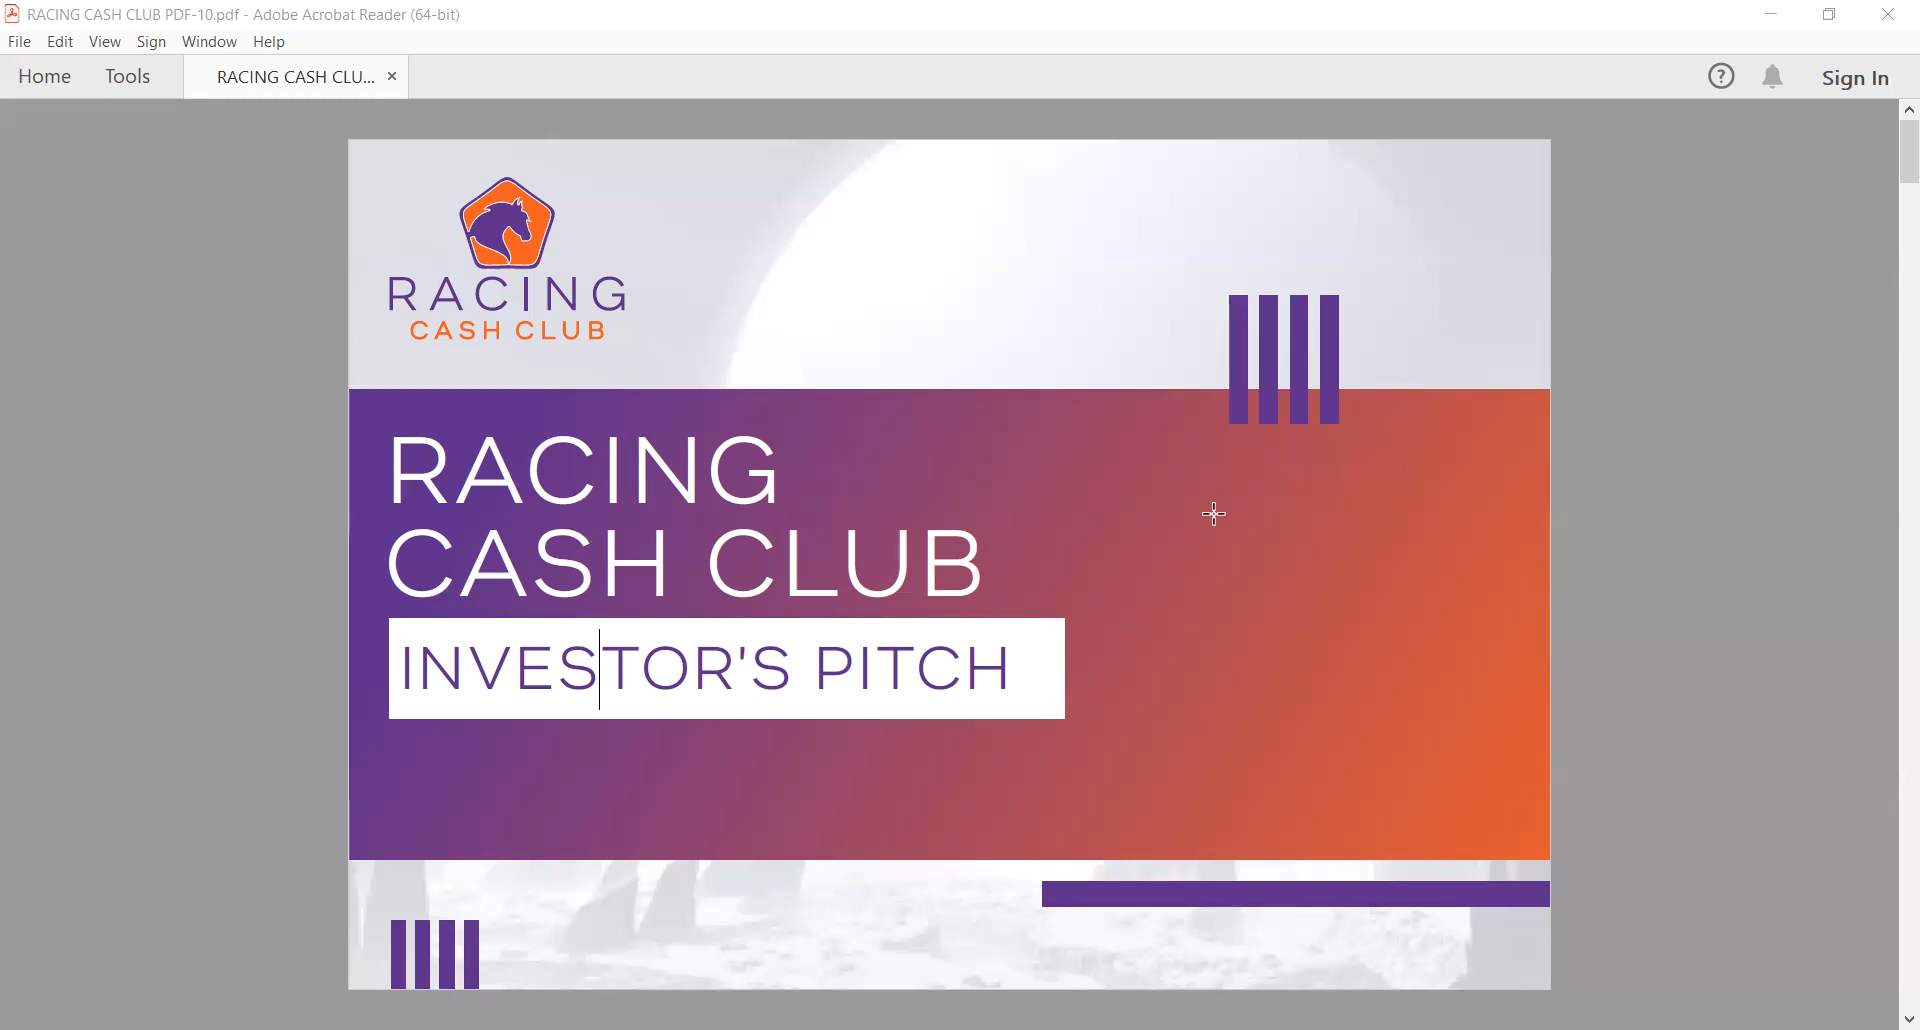 RACING CASH CLUB PDF-10.pdf - Adobe Acrobat Reader (64-bit)
File Edit View Sign Window Help
Home Tools RACING CASH CLU... × ? Sign In
RACING
CASH CLUB
RACING
CASH CLUB
INVESTOR'S PITCH